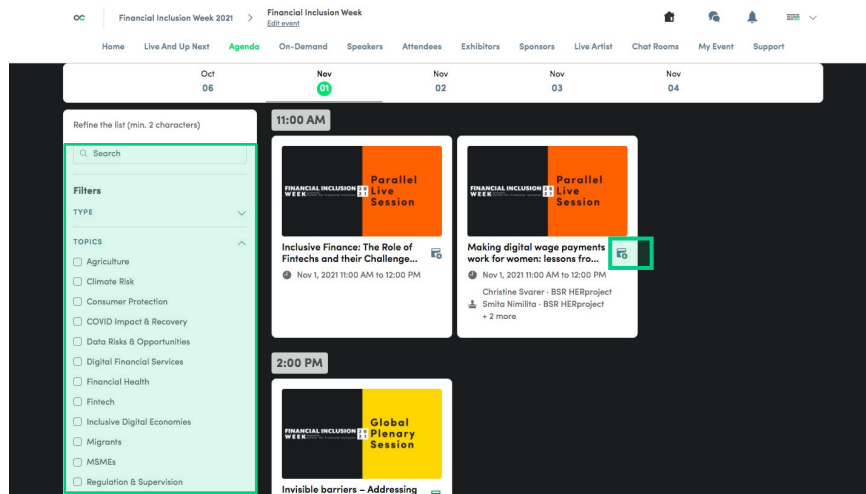 OC
Financial Inclusion Week 2021
>
Financial Inclusion Week
Edit event
Home Live And Up Next Agenda On-Demand Speakers Attendees Exhibitors Sponsors Live Artist Chat Rooms My Event Support
Oct Nov Nov Nov Nov
06 01 02 03 04
Refine the list (min. 2 characters)
Search
Filters
TYPE
TOPICS
Agriculture
Climate Risk
Consumer Protection
COVID Impact & Recovery
Data Risks & Opportunities
Digital Financial Services
Financial Health
Fintech
Inclusive Digital Economies
Migrants
MSMEs
Regulation & Supervision
11:00 AM
FINANCIAL INCLUSION 20
WEEK 21
Parallel
Live
Session
Inclusive Finance: The Role of
Fintechs and their Challenge...
Nov 1, 2021 11:00 AM to 12:00 PM
FINANCIAL INCLUSION 20
WEEK 21
Parallel
Live
Session
Making digital wage payments
work for women: lessons fro...
Nov 1, 2021 11:00 AM to 12:00 PM
Christine Svarer · BSR HERproject
Smita Nimilita · BSR HERproject
+ 2 more
2:00 PM
FINANCIAL INCLUSION 20
WEEK 21
Global
Plenary
Session
Invisible barriers – Addressing